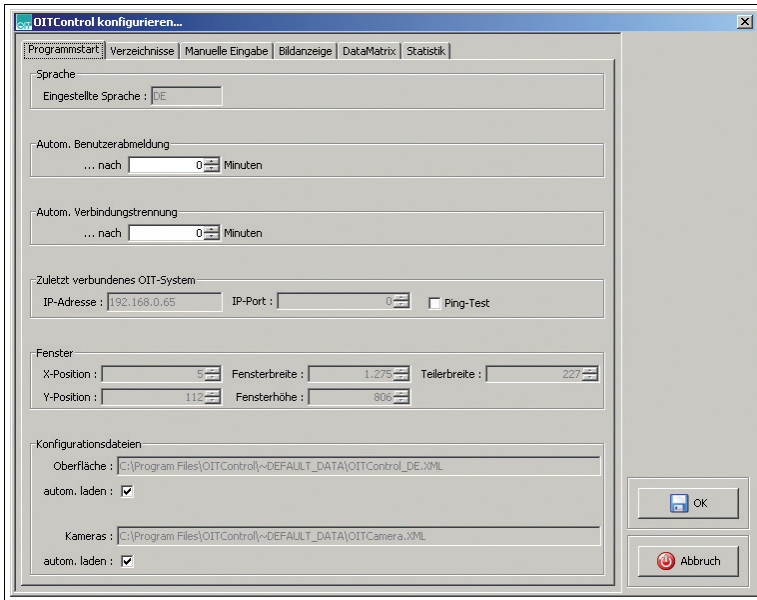 OIT OITControl konfigurieren...
Programmstart Verzeichnisse Manuelle Eingabe Bildanzeige DataMatrix Statistik
Sprache
Eingestellte Sprache : DE
Autom. Benutzerabmeldung
... nach 0 Minuten
Autom. Verbindungstrennung
... nach 0 Minuten
Zuletzt verbundenes OIT-System
IP-Adresse : 192.168.0.65 IP-Port : 0 Ping-Test
Fenster
X-Position : 5 Fensterbreite : 1.275 Teilerbreite : 227
Y-Position : 112 Fensterhöhe : 806
Konfigurationsdateien
Oberfläche : C:\Program Files\OITControl\~DEFAULT_DATA\OITControl_DE.XML
autom. laden :
OK
Kameras : C:\Program Files\OITControl\~DEFAULT_DATA\OITCamera.XML
autom. laden :
Abbruch